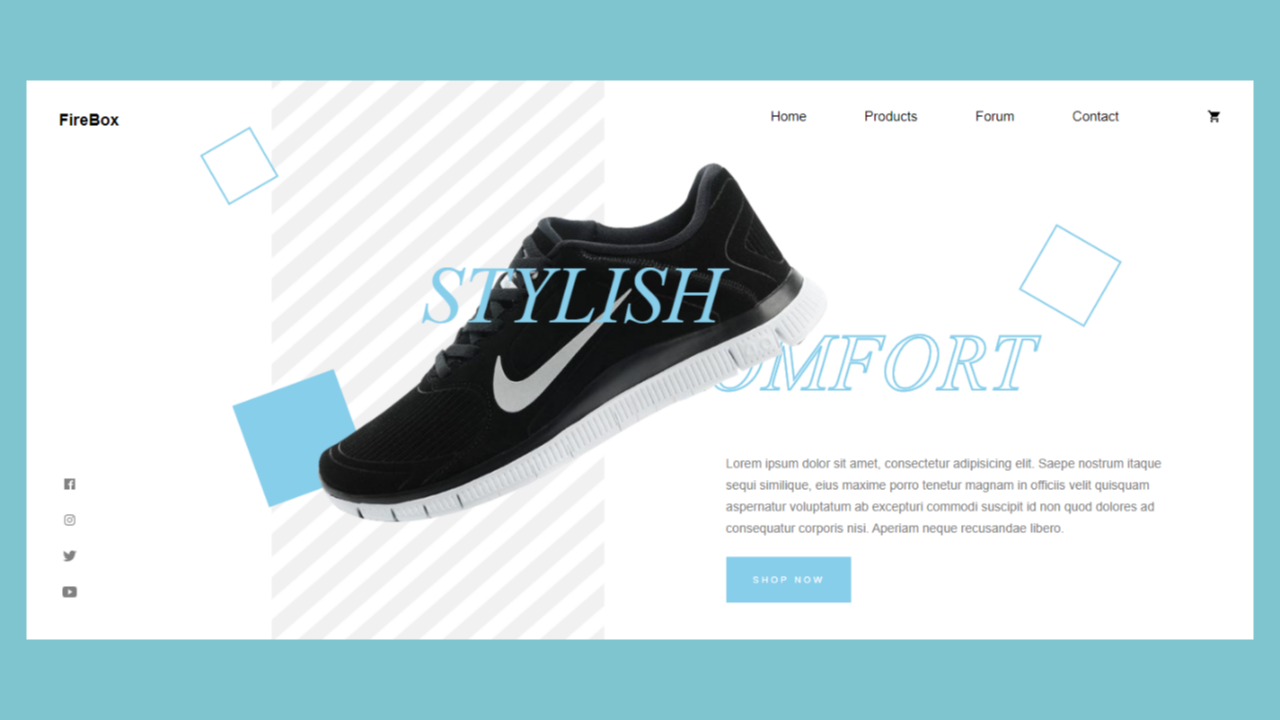 FireBox
Home Products Forum Contact
STYLISH
COMFORT
Lorem ipsum dolor sit amet, consectetur adipisicing elit. Saepe nostrum itaque
sequi similique, eius maxime porro tenetur magnam in officiis velit quisquam
aspernatur voluptatum ab excepturi commodi suscipit id non quod dolores ad
consequatur corporis nisi. Aperiam neque recusandae libero.
SHOP NOW